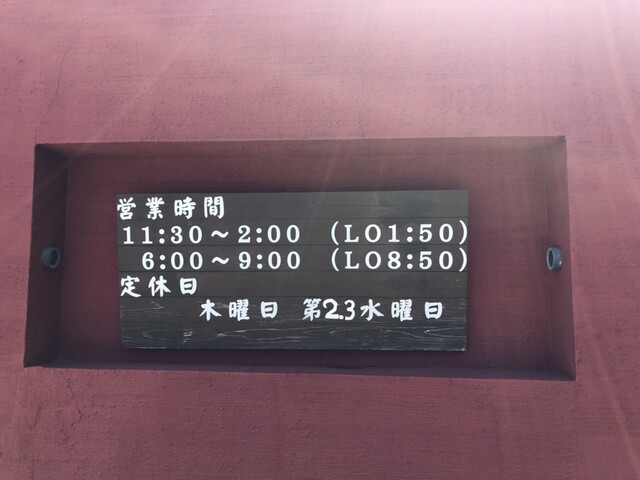 営業時間
11:30～2:00 (LO1:50)
6:00～9:00 (LO8:50)
定休日
木曜日 第2.3水曜日